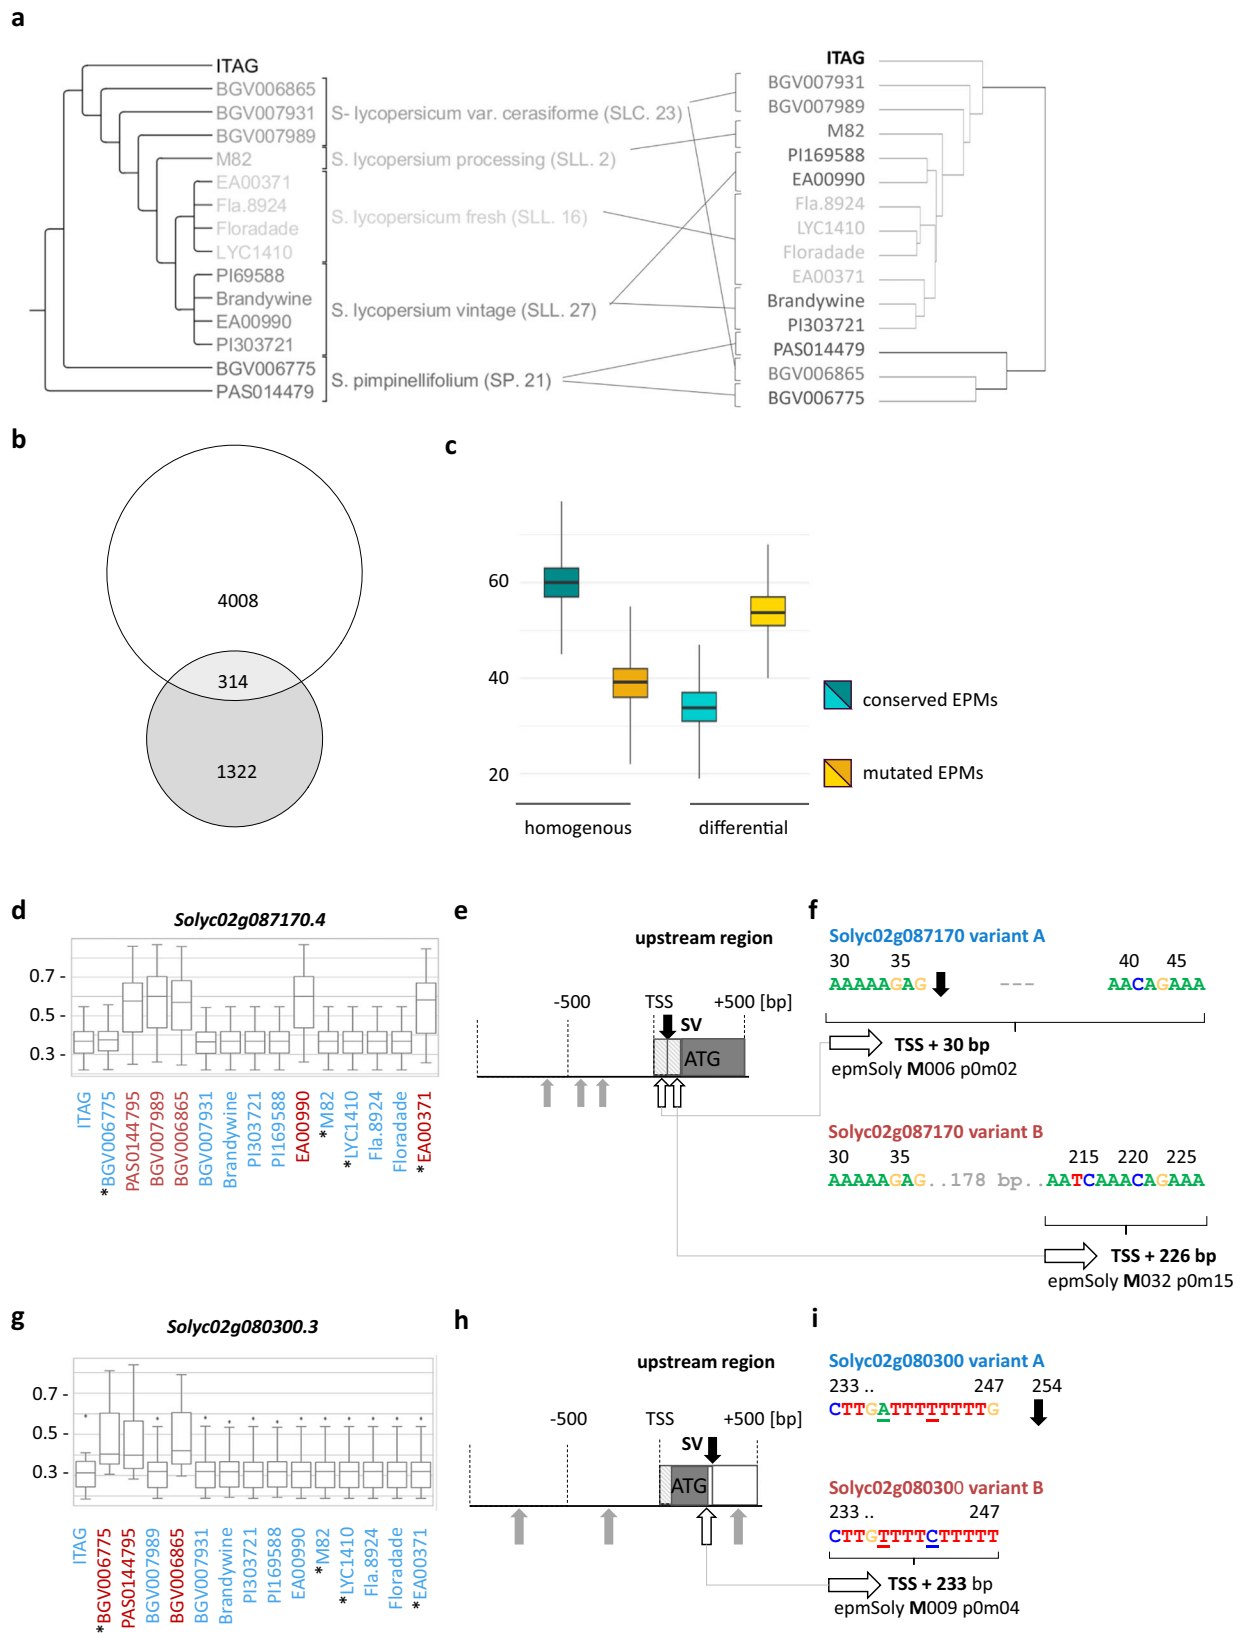 a
ITAG
BGV006865
BGV007931
BGV007989
M82
EA00371
Fla.8924
Floradade
LYC1410
PI69588
Brandywine
EA00990
PI303721
BGV006775
PAS014479
S- lycopersicum var. cerasiforme (SLC. 23)
S. lycopersium processing (SLL. 2)
S. lycopersicum fresh (SLL. 16)
S. lycopersium vintage (SLL. 27)
S. pimpinellifolium (SP. 21)
ITAG
BGV007931
BGV007989
M82
PI169588
EA00990
Fla.8924
LYC1410
Floradade
EA00371
Brandywine
PI303721
PAS014479
BGV006865
BGV006775
b
4008
314
1322
c
60
40
20
homogenous
differential
conserved EPMs
mutated EPMs
d
Solyc02g087170.4
0.7 -
0.5 -
0.3 -
ITAG
*BGV006775
PAS0144795
BGV007989
BGV006865
BGV007931
Brandywine
PI303721
PI169588
EA00990
*M82
*LYC1410
Fla.8924
Floradade
*EA00371
e
upstream region
-500 TSS +500 [bp]
SV
ATG
f
Solyc02g087170 variant A
30 35 40 45
AAAAAGAG --- AACAGAAA
TSS + 30 bp
epmSoly M006 p0m02
Solyc02g087170 variant B
30 35 215 220 225
AAAAAGAG..178 bp..AATCAAACAGAAA
TSS + 226 bp
epmSoly M032 p0m15
g
Solyc02g080300.3
0.7 -
0.5 -
0.3 -
ITAG
*BGV006775
PAS0144795
BGV007989
BGV006865
BGV007931
Brandywine
PI303721
PI169588
EA00990
*M82
*LYC1410
Fla.8924
Floradade
*EA00371
h
upstream region
-500 TSS +500 [bp]
SV
ATG
i
Solyc02g080300 variant A
233 .. 247 254
CTTGATTTTTTTTG
Solyc02g080300 variant B
233 .. 247
CTTGTTTTCTTTTT
TSS + 233 bp
epmSoly M009 p0m04